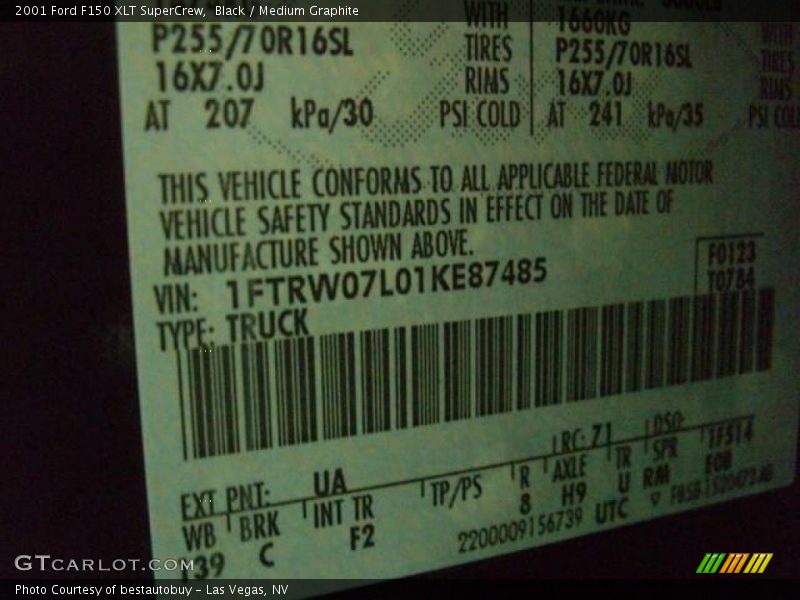 2001 Ford F150 XLT SuperCrew, Black / Medium Graphite
WITH 1660KG WITH
P255/70R16SL TIRES P255/70R16SL TIRES
16X7.0J RIMS 16X7.0J RIMS
AT 207 kPa/30 PSI COLD AT 241 kPa/35 PSI COLD
THIS VEHICLE CONFORMS TO ALL APPLICABLE FEDERAL MOTOR
VEHICLE SAFETY STANDARDS IN EFFECT ON THE DATE OF
MANUFACTURE SHOWN ABOVE.
F0123
VIN: 1FTRW07L01KE87485 T0784
TYPE: TRUCK
EXT PNT: UA RC: 71 DSO:
WB BRK INT TR TP/PS R AXLE TR SPR 1F514
139 C F2 8 H9 U RM
2200009156739 UTC
GTCARLOT.COM
Photo Courtesy of bestautobuy - Las Vegas, NV